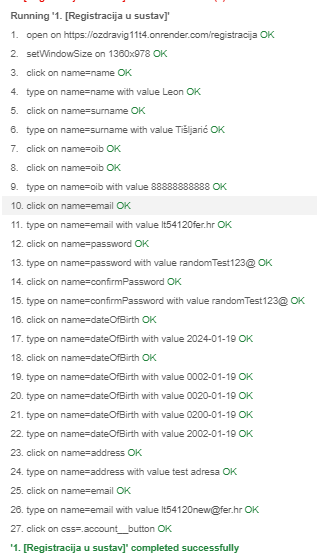 Running '1. [Registracija u sustav]'
1. open on https://ozdravig11t4.onrender.com/registracija OK
2. setWindowSize on 1360x978 OK
3. click on name=name OK
4. type on name=name with value Leon OK
5. click on name=surname OK
6. type on name=surname with value Tišljarić OK
7. click on name=oib OK
8. click on name=oib OK
9. type on name=oib with value 88888888888 OK
10. click on name=email OK
11. type on name=email with value lt54120fer.hr OK
12. click on name=password OK
13. type on name=password with value randomTest123@ OK
14. click on name=confirmPassword OK
15. type on name=confirmPassword with value randomTest123@ OK
16. click on name=dateOfBirth OK
17. type on name=dateOfBirth with value 2024-01-19 OK
18. click on name=dateOfBirth OK
19. type on name=dateOfBirth with value 0002-01-19 OK
20. type on name=dateOfBirth with value 0020-01-19 OK
21. type on name=dateOfBirth with value 0200-01-19 OK
22. type on name=dateOfBirth with value 2002-01-19 OK
23. click on name=address OK
24. type on name=address with value test adresa OK
25. click on name=email OK
26. type on name=email with value lt54120new@fer.hr OK
27. click on css=.account__button OK
'1. [Registracija u sustav]' completed successfully